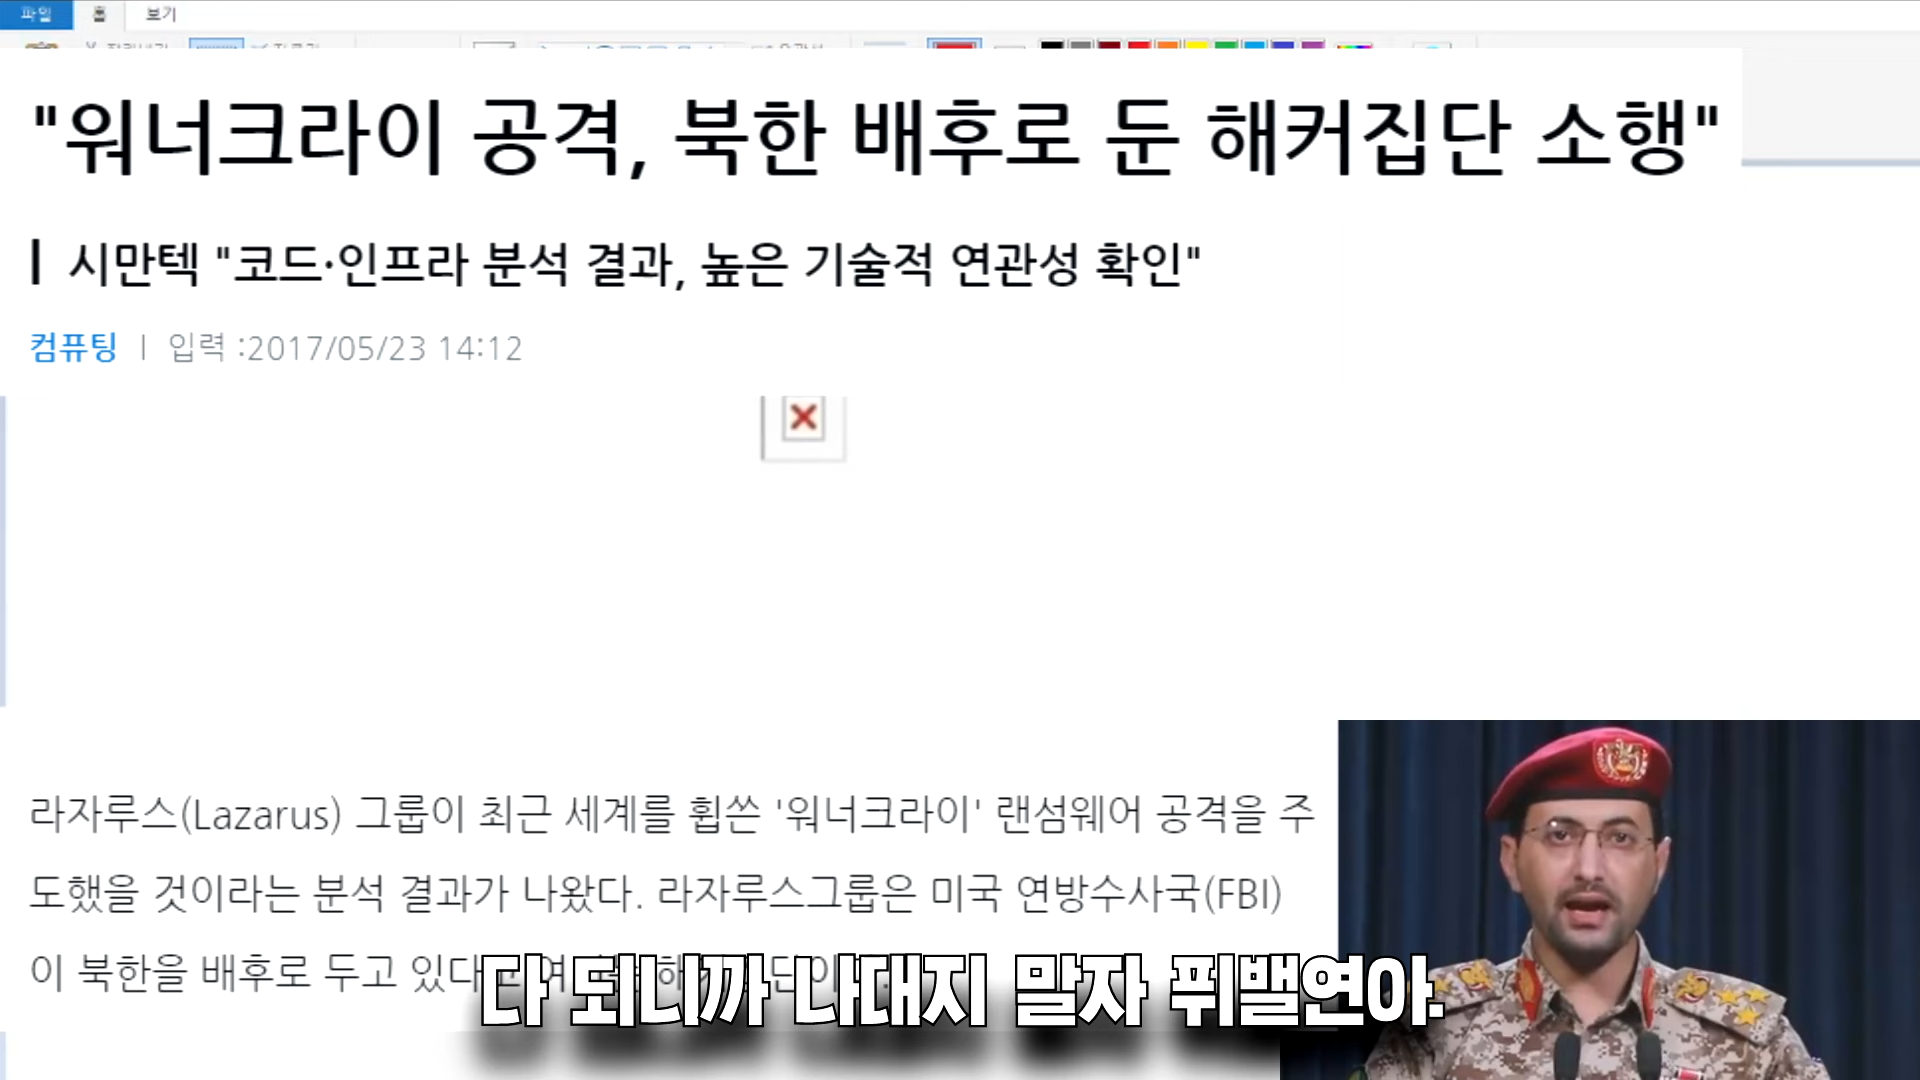 파일 홈 보기
"워너크라이 공격, 북한 배후로 둔 해커집단 소행"
시만텍 "코드·인프라 분석 결과, 높은 기술적 연관성 확인"
컴퓨팅 | 입력 :2017/05/23 14:12
라자루스(Lazarus) 그룹이 최근 세계를 휩쓴 '워너크라이' 랜섬웨어 공격을 주
도했을 것이라는 분석 결과가 나왔다. 라자루스그룹은 미국 연방수사국(FBI)
이 북한을 배후로 두고 있다
다 되니까 나대지 말자 퓌밸연아.